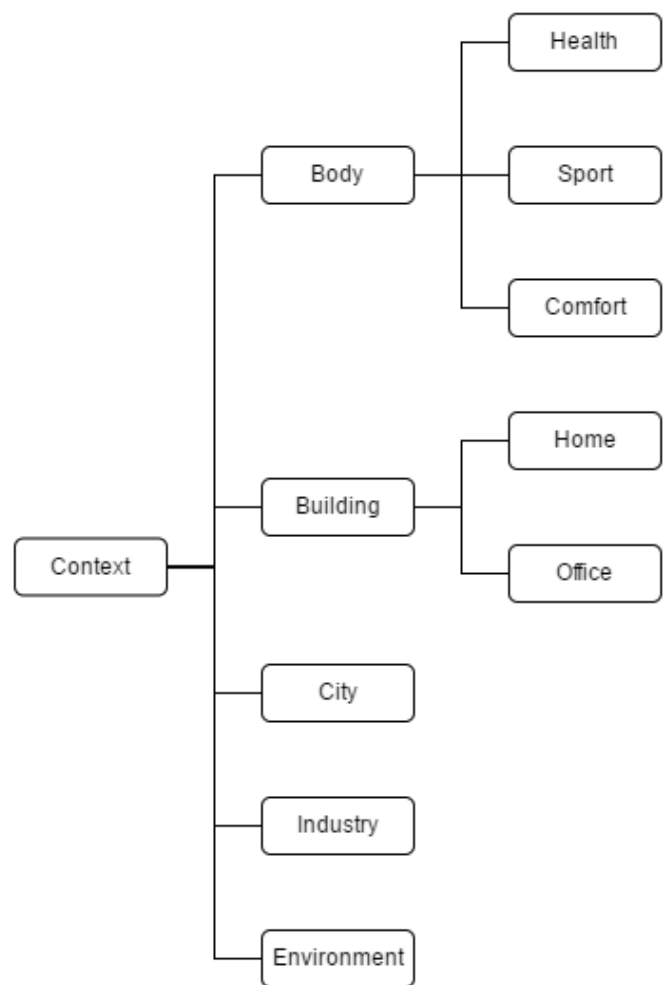 Health
Body
Sport
Comfort
Home
Building
Office
Context
City
Industry
Environment